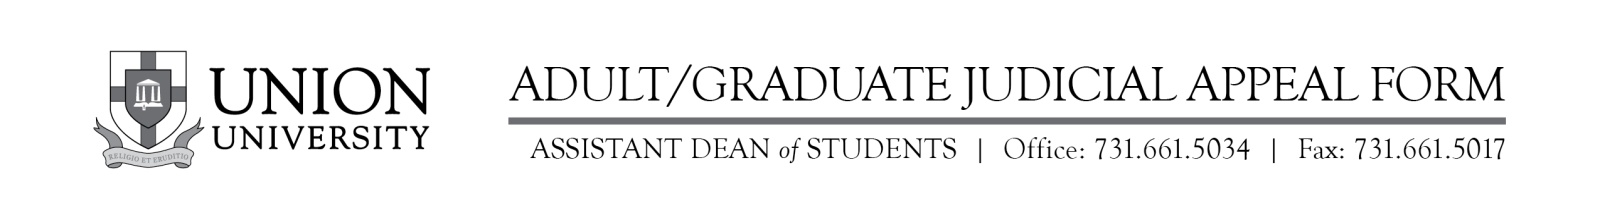 UNION
UNIVERSITY
RELIGIO ET ERUDITIO
ADULT/GRADUATE JUDICIAL APPEAL FORM
ASSISTANT DEAN of STUDENTS | Office: 731.661.5034 | Fax: 731.661.5017